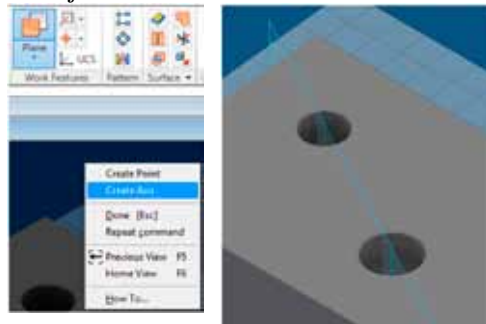 Plane
UCS
Work Features
Pattern
Surface
Create Point
Create Axis
Done [Esc]
Repeat command
Previous View F5
Home View F6
How To...